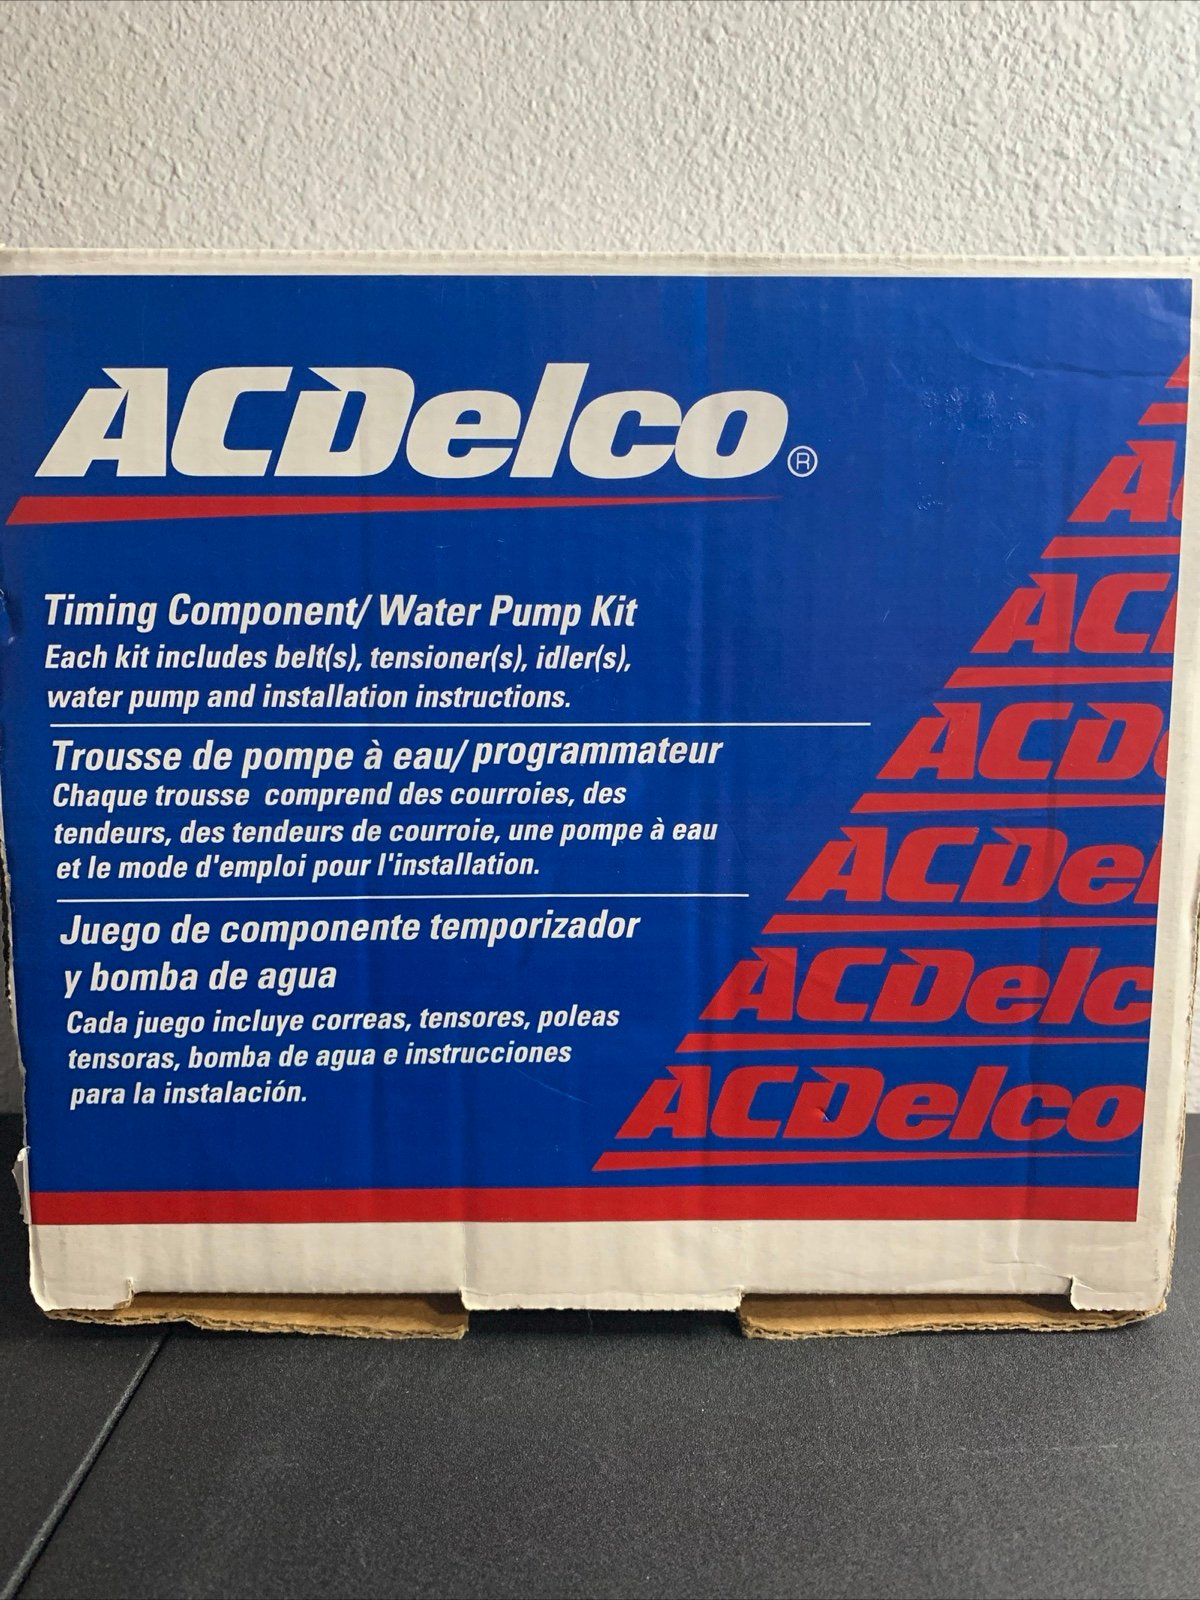 ACDelco®
Timing Component/ Water Pump Kit
Each kit includes belt(s), tensioner(s), idler(s),
water pump and installation instructions.
Trousse de pompe à eau/ programmateur
Chaque trousse comprend des courroies, des
tendeurs, des tendeurs de courroie, une pompe à eau
et le mode d'emploi pour l'installation.
Juego de componente temporizador
y bomba de agua
Cada juego incluye correas, tensores, poleas
tensoras, bomba de agua e instrucciones
para la instalación.
A
AC
ACD
ACDe
ACDelc
ACDelco